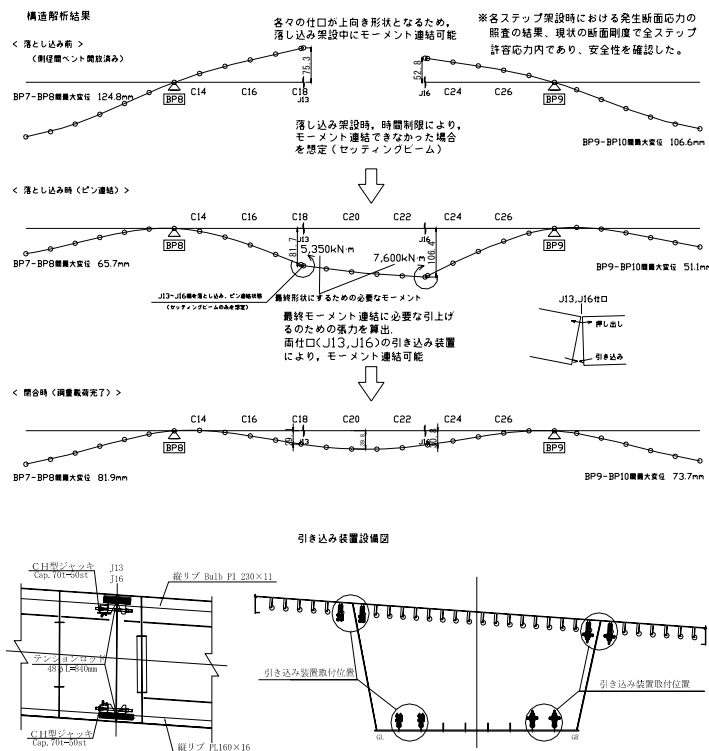 構造解析結果
各々の仕口が上向き形状となるため，
落し込み架設中にモーメント連結可能
※各ステップ架設時における発生断面応力の
照査の結果、現状の断面剛度で全ステップ
許容応力内であり、安全性を確認した。
< 落とし込み前 >
(側径間ベント開放済み)
75.3
52.8
C14
C16
C18
J13
J16
C24
C26
BP8
BP9
BP7-BP8間最大変位 124.8mm
BP9-BP10間最大変位 106.6mm
落し込み架設時，時間制限により，
モーメント連結できなかった場合
を想定（セッティングビーム）
< 落とし込み時（ピン連結）>
C14
C16
C18
C20
C22
C24
C26
J13
J16
BP8
BP9
81.7
5,350kN·m
7,600kN·m
106.4
BP7-BP8間最大変位 65.7mm
BP9-BP10間最大変位 51.1mm
J13~J16間を落とし込み、ピン連結状態
(セッティングビームのみを想定)
最終形状にするための必要なモーメント
最終モーメント連結に必要な引上げ
るのための張力を算出.
両仕口(J13,J16)の引き込み装置
により，モーメント連結可能
J13,J16仕口
押し出し
引き込み
< 閉合時（鋼重載荷完了）>
C14
C16
C18
C20
C22
C24
C26
J13
BP8
BP9
BP7-BP8間最大変位 81.9mm
BP9-BP10間最大変位 73.7mm
引き込み装置設備図
CH型ジャッキ
Cap.70t-50st
J13
J16
縦リブ Bulb Pl 230×11
テンションロット
48φL=840mm
CH型ジャッキ
Cap.70t-50st
縦リブ PL160×16
引き込み装置取付位置
引き込み装置取付位置
GL
GR